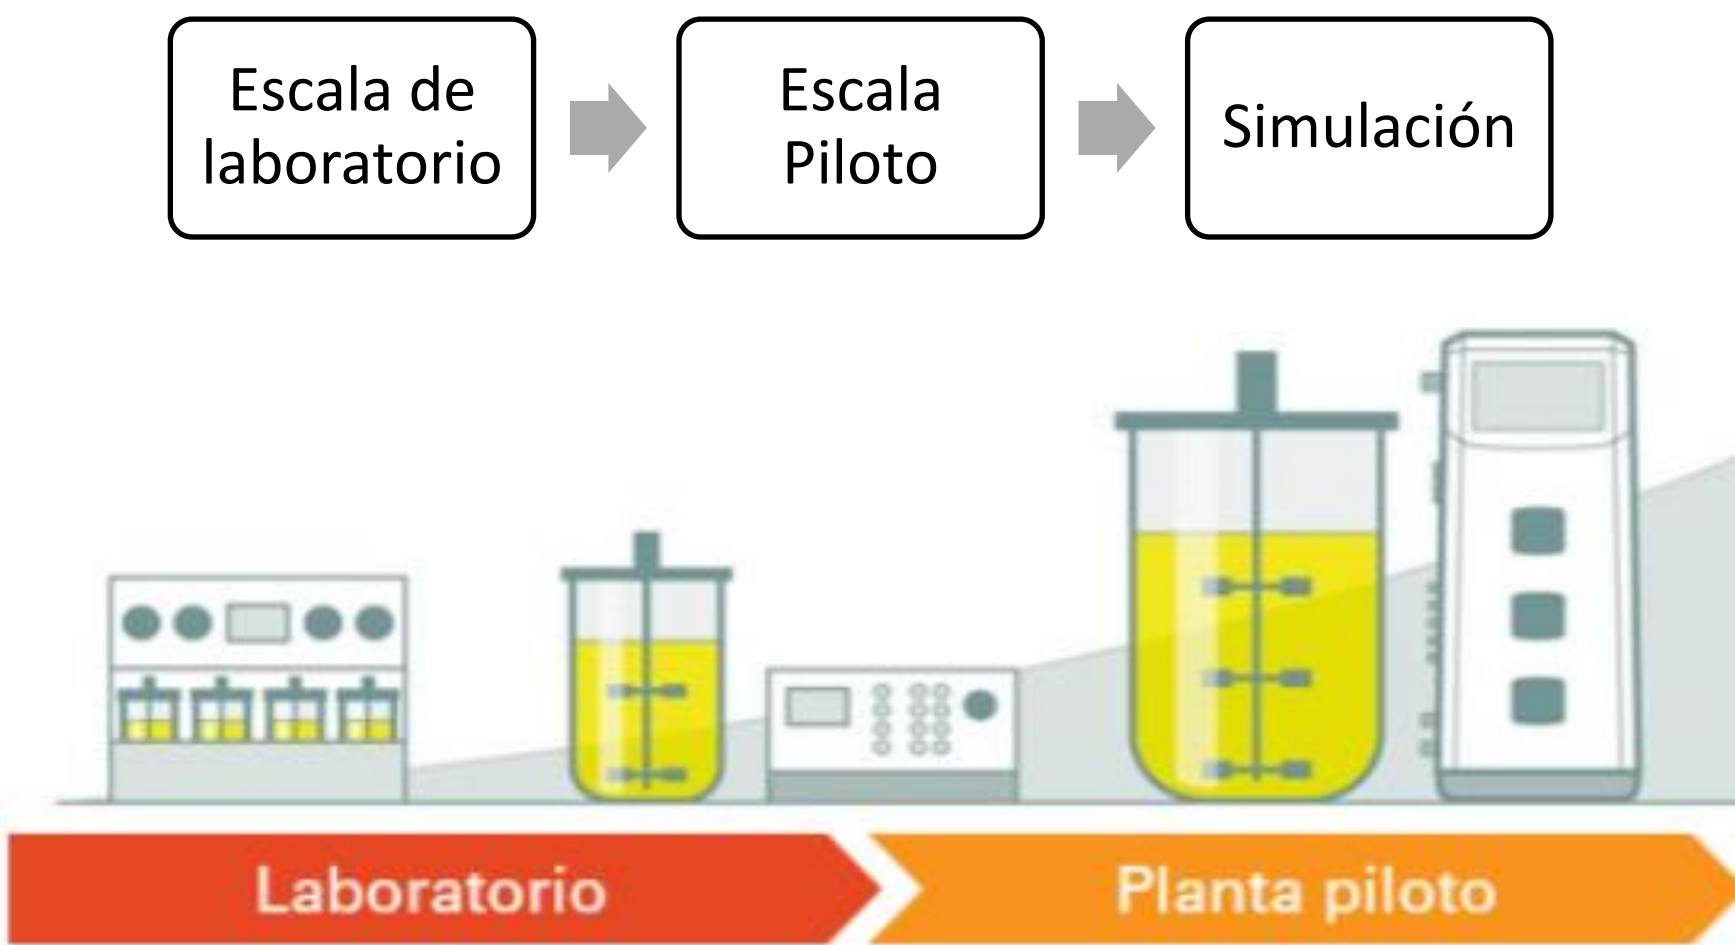 Escala de
laboratorio
Escala
Piloto
Simulación
Laboratorio
Planta piloto